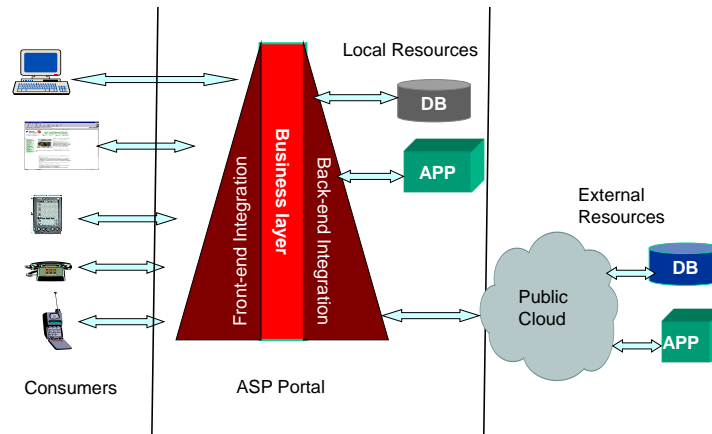 Local Resources
DB
Front-end Integration
Business layer
Back-end Integration
APP
External
Resources
DB
Public
Cloud
APP
Consumers
ASP Portal